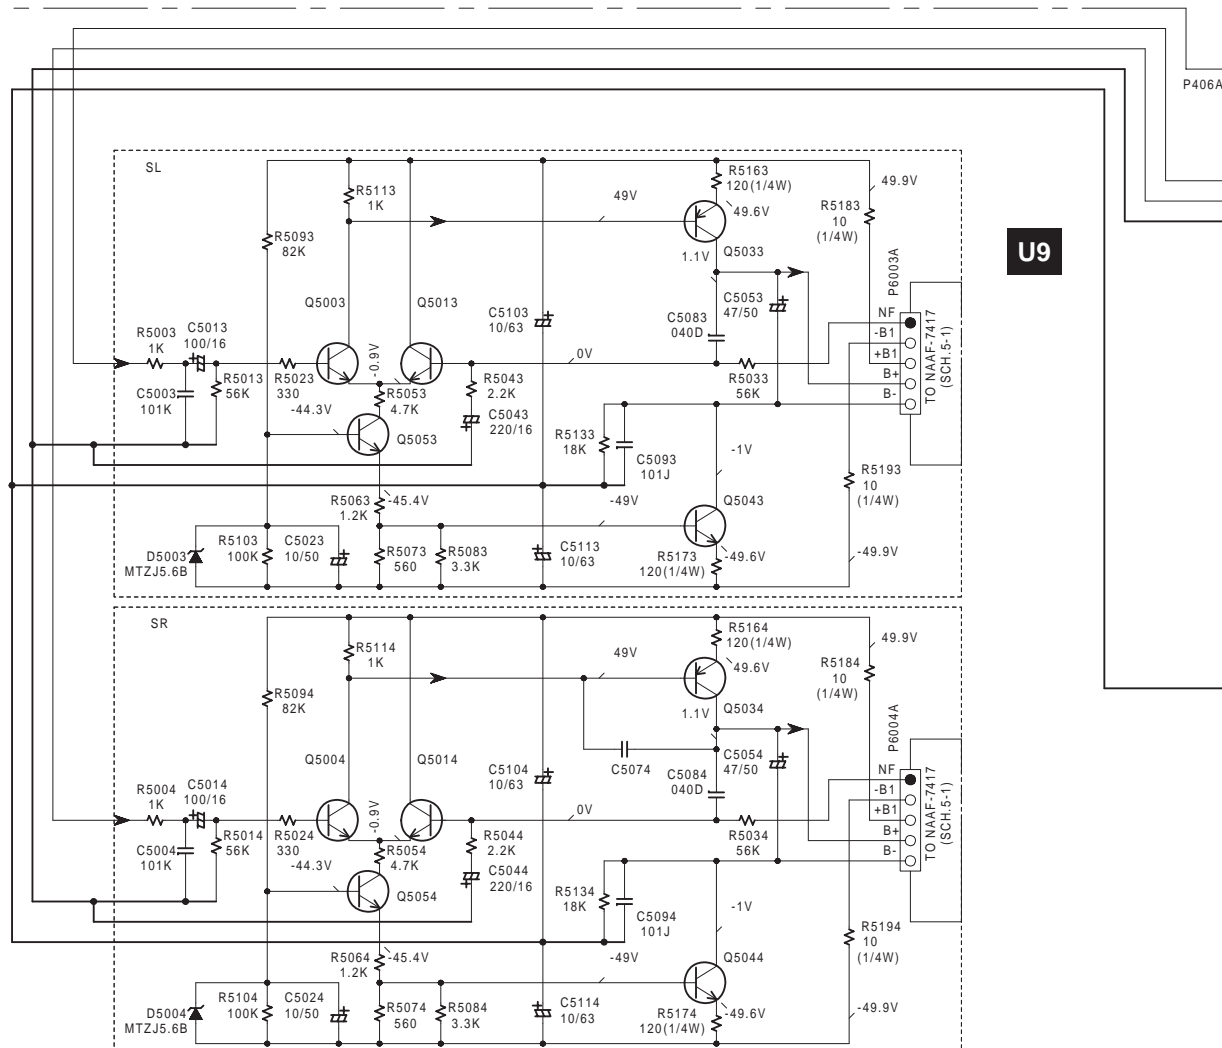 P406A
SL
R5113
1K
49V
R5163
120(1/4W)
49.6V
49.9V
R5183
10
(1/4W)
R5093
82K
1.1V
Q5033
U9
P6003A
Q5003
Q5013
C5103
10/63
C5083
040D
C5053
47/50
NF
-B1
+B1
B+
B-
TO NAAF-7417
(SCH.5-1)
R5003
1K
C5013
100/16
-0.9V
0V
C5003
101K
R5013
56K
R5023
330
-44.3V
R5053
4.7K
R5043
2.2K
R5033
56K
C5043
220/16
Q5053
R5133
18K
C5093
101J
-1V
R5193
10
(1/4W)
R5063
1.2K
-45.4V
-49V
Q5043
D5003
MTZJ5.6B
R5103
100K
C5023
10/50
R5073
560
R5083
3.3K
C5113
10/63
R5173
120(1/4W)
-49.6V
-49.9V
SR
R5114
1K
49V
R5164
120(1/4W)
49.6V
49.9V
R5184
10
(1/4W)
R5094
82K
1.1V
Q5034
P6004A
Q5004
Q5014
C5104
10/63
C5074
C5084
040D
C5054
47/50
NF
-B1
+B1
B+
B-
TO NAAF-7417
(SCH.5-1)
R5004
1K
C5014
100/16
-0.9V
0V
C5004
101K
R5014
56K
R5024
330
-44.3V
R5054
4.7K
R5044
2.2K
R5034
56K
C5044
220/16
Q5054
R5134
18K
C5094
101J
-1V
R5194
10
(1/4W)
R5064
1.2K
-45.4V
-49V
Q5044
D5004
MTZJ5.6B
R5104
100K
C5024
10/50
R5074
560
R5084
3.3K
C5114
10/63
R5174
120(1/4W)
-49.6V
-49.9V